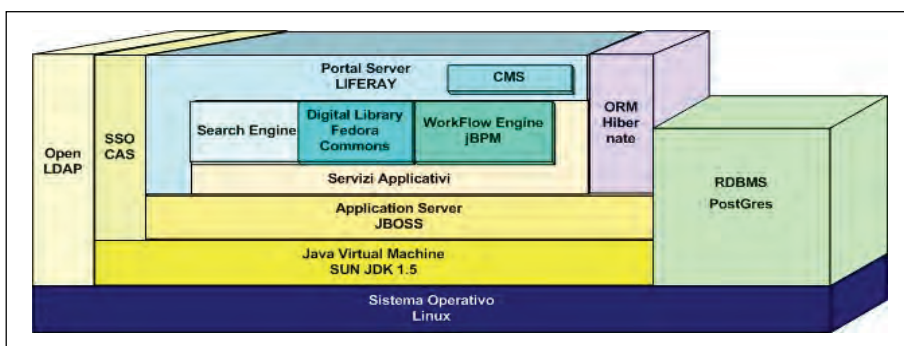 Portal Server
LIFERAY
CMS
Open
LDAP
SSO
CAS
Search Engine
Digital Library
Fedora
Commons
WorkFlow Engine
jBPM
ORM
Hiber
nate
Servizi Applicativi
RDBMS
PostGres
Application Server
JBOSS
Java Virtual Machine
SUN JDK 1.5
Sistema Operativo
Linux